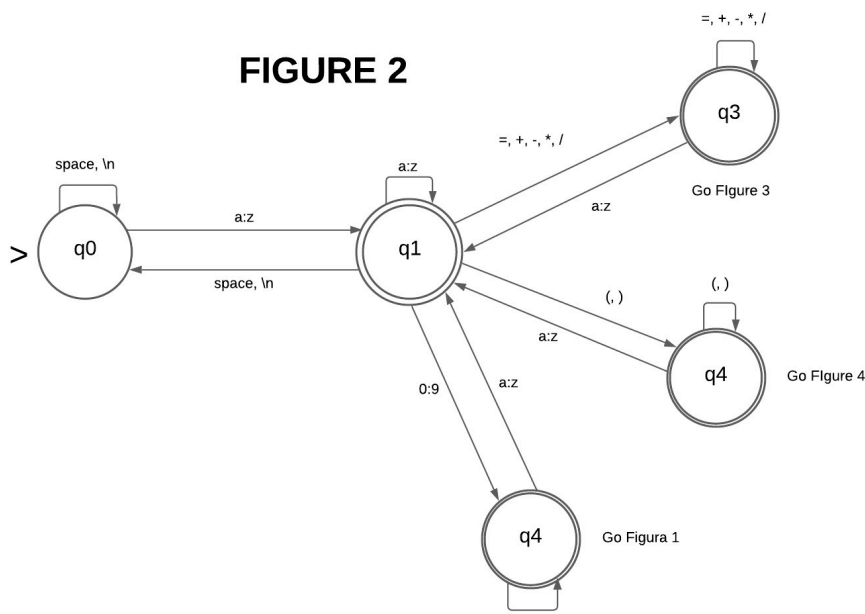 =, +, -, *, /
FIGURE 2
q3
=, +, -, *, /
space, \n
a:z
Go FIgure 3
a:z
a:z
q0
q1
>
space, \n
(, )
(, )
a:z
q4
Go FIgure 4
0:9
a:z
q4
Go Figura 1